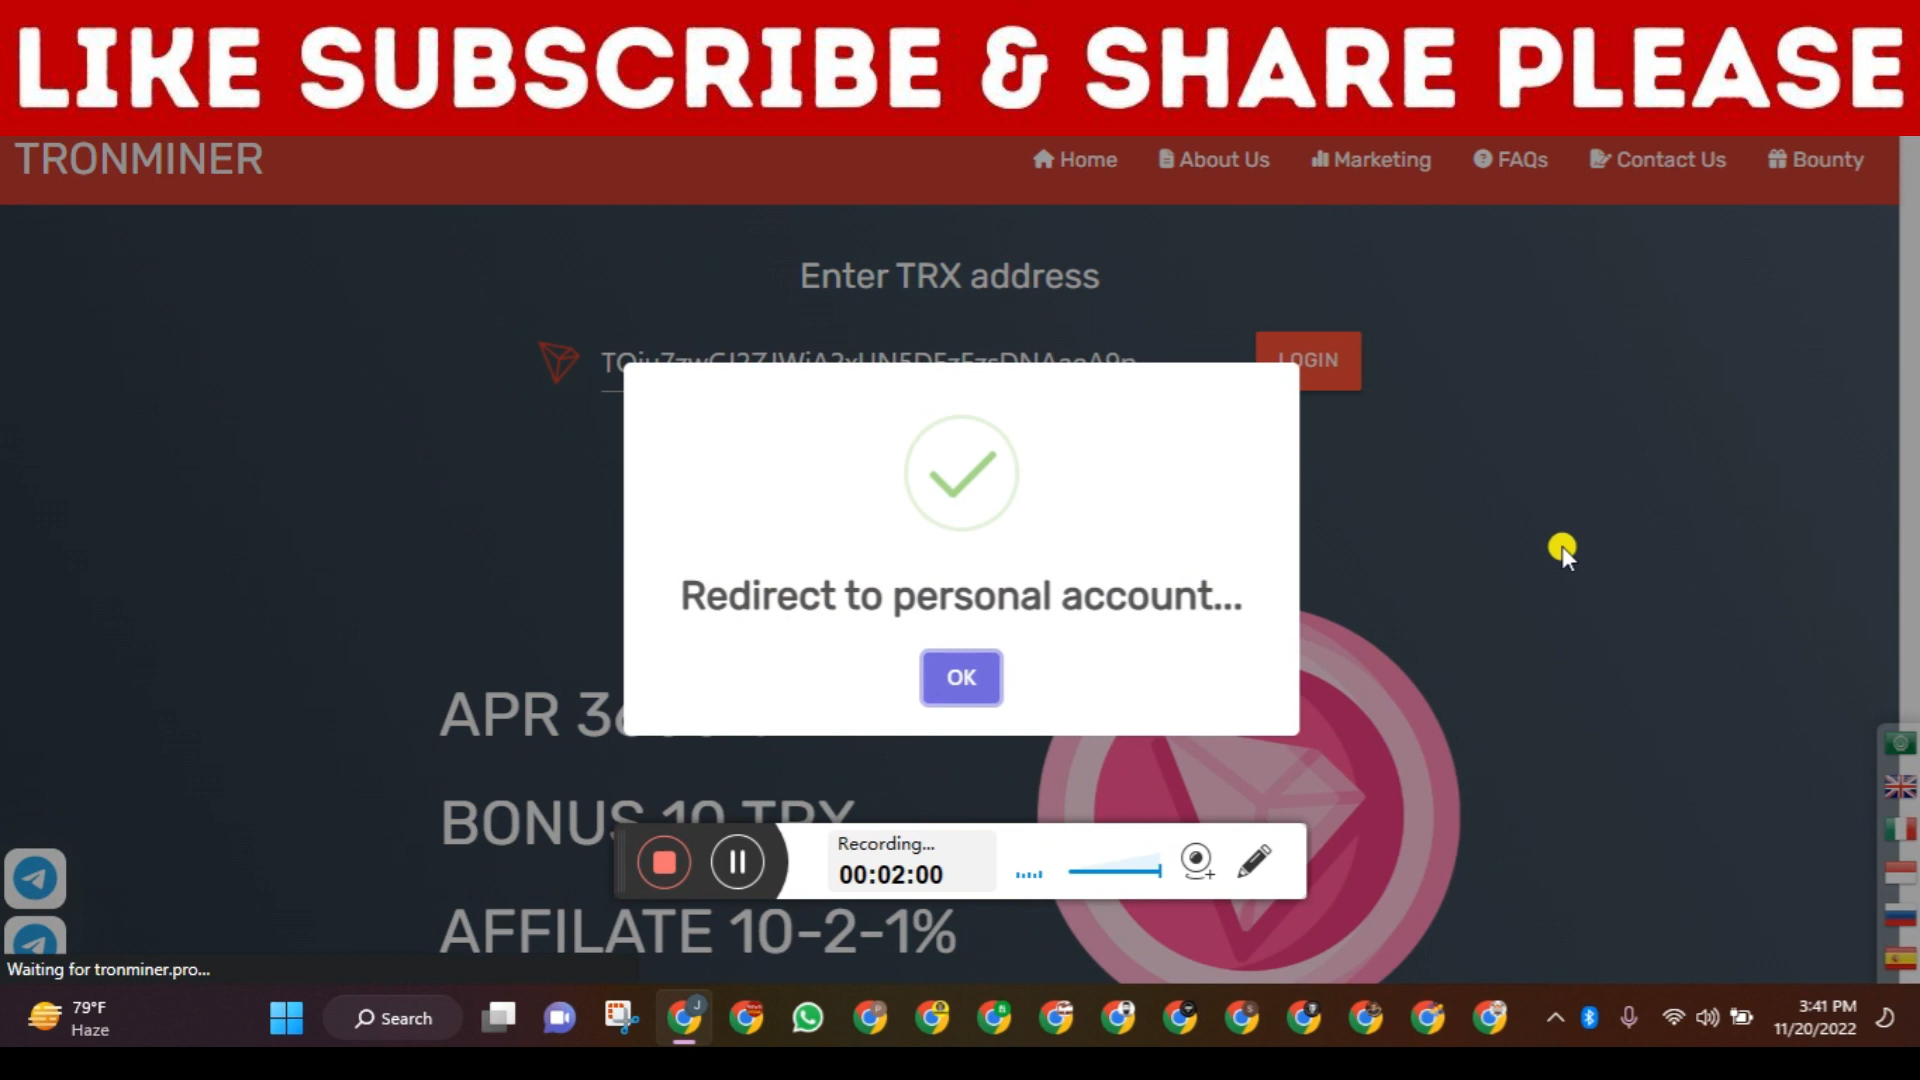 LIKE SUBSCRIBE & SHARE PLEASE
TRONMINER
Home
About Us
Marketing
FAQs
Contact Us
Bounty
Enter TRX address
LOGIN
Redirect to personal account...
OK
APR
BONUS 10 TRX
Recording...
00:02:00
AFFILATE 10-2-1%
Waiting for tronminer.pro...
79°F
Haze
Search
3:41 PM
11/20/2022